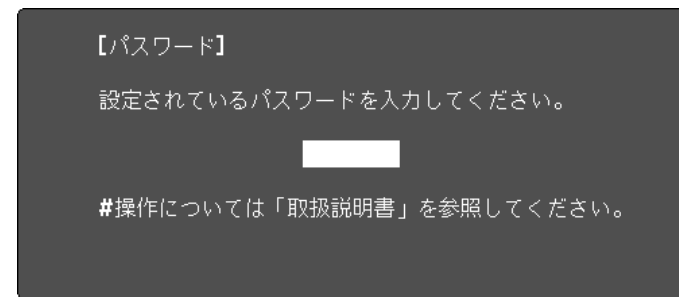 【パスワード】
設定されているパスワードを入力してください。
#操作については「取扱説明書」を参照してください。